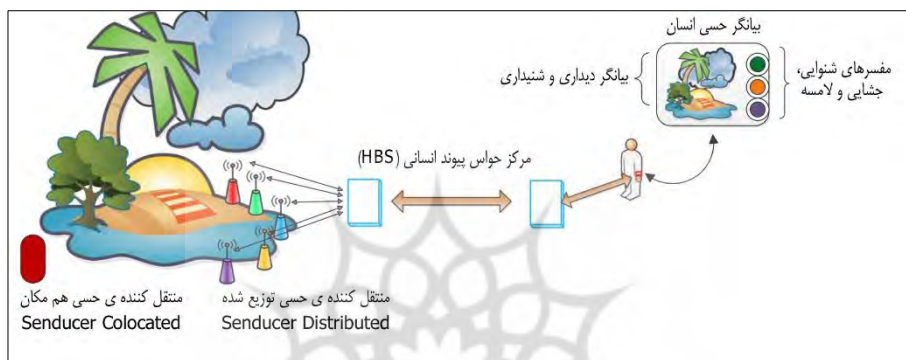 بیانگر حسی انسان
مفسرهای شنوایی،
جشایی و لامسه
بیانگر دیداری و شنیداری
مرکز حواس پیوند انسانی (HBS)
منتقل کننده ی حسی هم مکان
Senducer Colocated
منتقل کننده ی حسی توزیع شده
Senducer Distributed